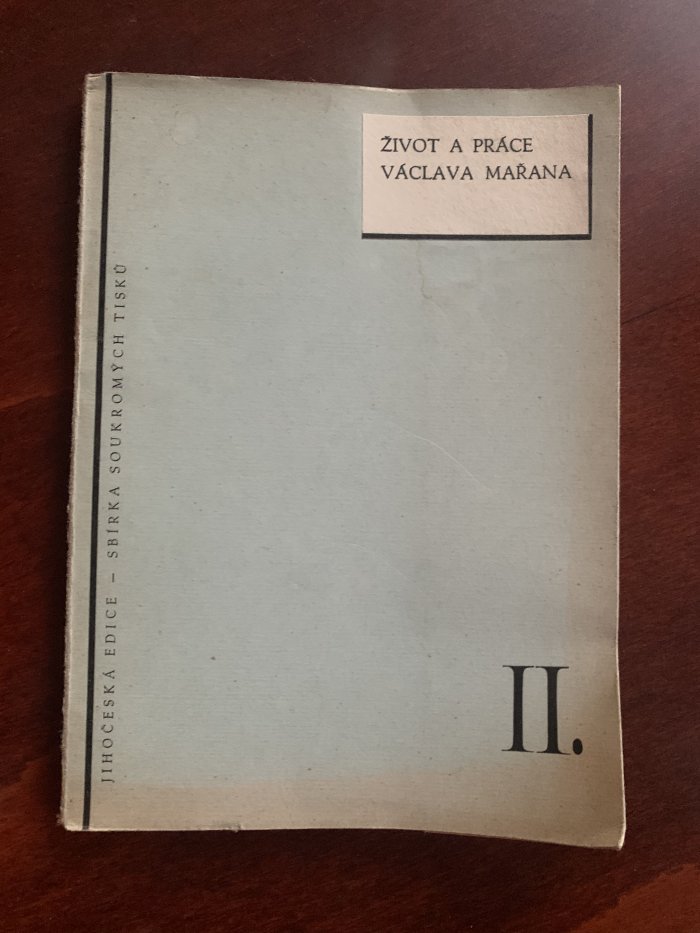 ŽIVOT A PRÁCE
VÁCLAVA MAŘANA
JIHOČESKÁ EDICE – SBÍRKA SOUKROMÝCH TISKŮ
II.